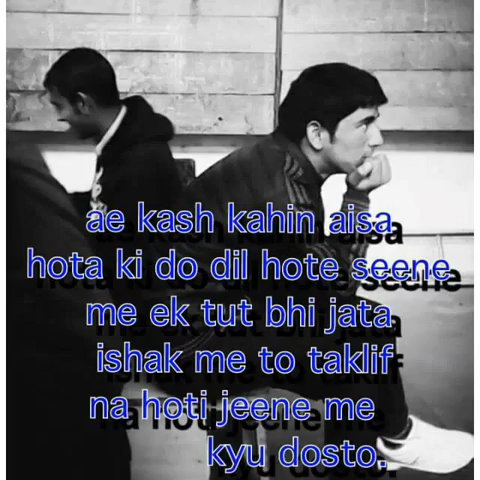 ae kash kahin aisa
hota ki do dil hote seene
me ek tut bhi jata
ishak me to taklif
na hoti jeene me
kyu dosto.